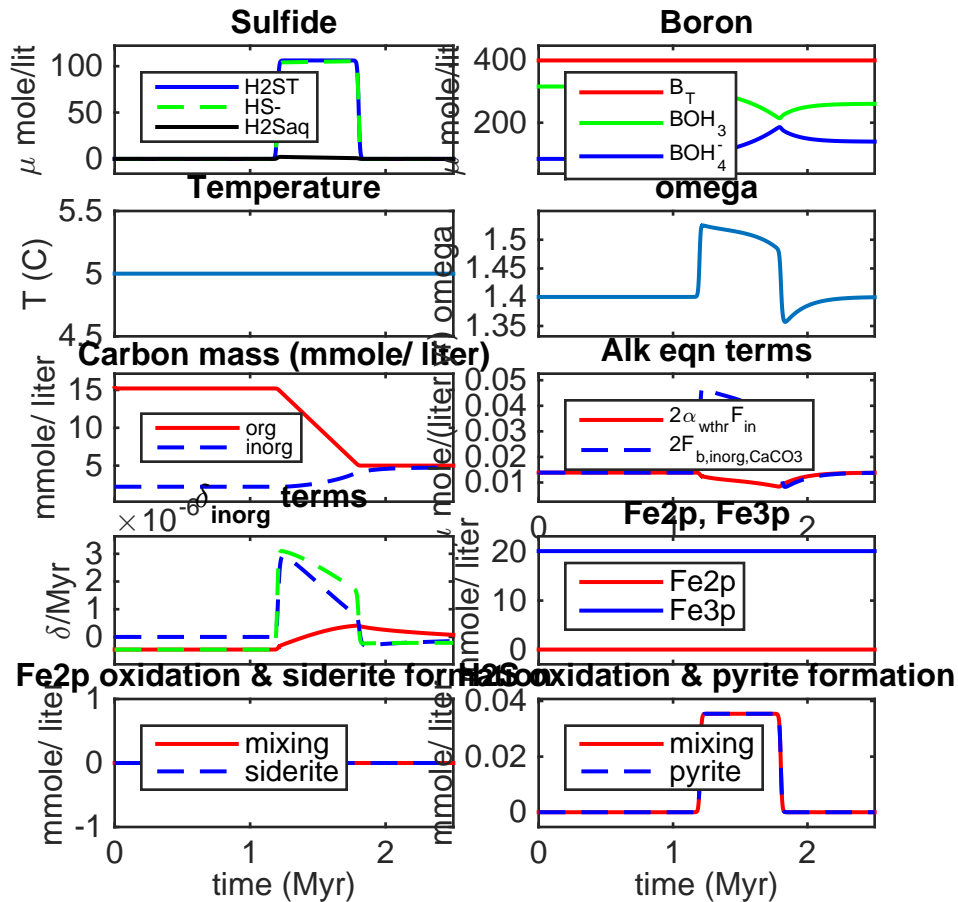 Sulfide
μ mole/lit
100
50
0
H2ST
HS-
H2Saq
Boron
μ mole/lit
400
200
B_T
BOH_3
BOH_4^-
Temperature
T (C)
5.5
5
4.5
omega
omega
1.5
1.45
1.4
1.35
Carbon mass (mmole/ liter)
mmole/ liter
15
10
5
org
inorg
Alk eqn terms
μ mole/(liter
0.05
0.04
0.03
0.02
0.01
2α_wthr F_in
2F_b,inorg,CaCO3
0
1
2
δ_inorg terms
×10^-6
δ/Myr
3
2
1
0
Fe2p, Fe3p
mmole/ liter
20
10
0
Fe2p
Fe3p
Fe2p oxidation & siderite formation
mmole/ liter
1
0
-1
mixing
siderite
0
1
2
time (Myr)
H2S oxidation & pyrite formation
mmole/ liter
0.04
0.02
0
mixing
pyrite
0
1
2
time (Myr)